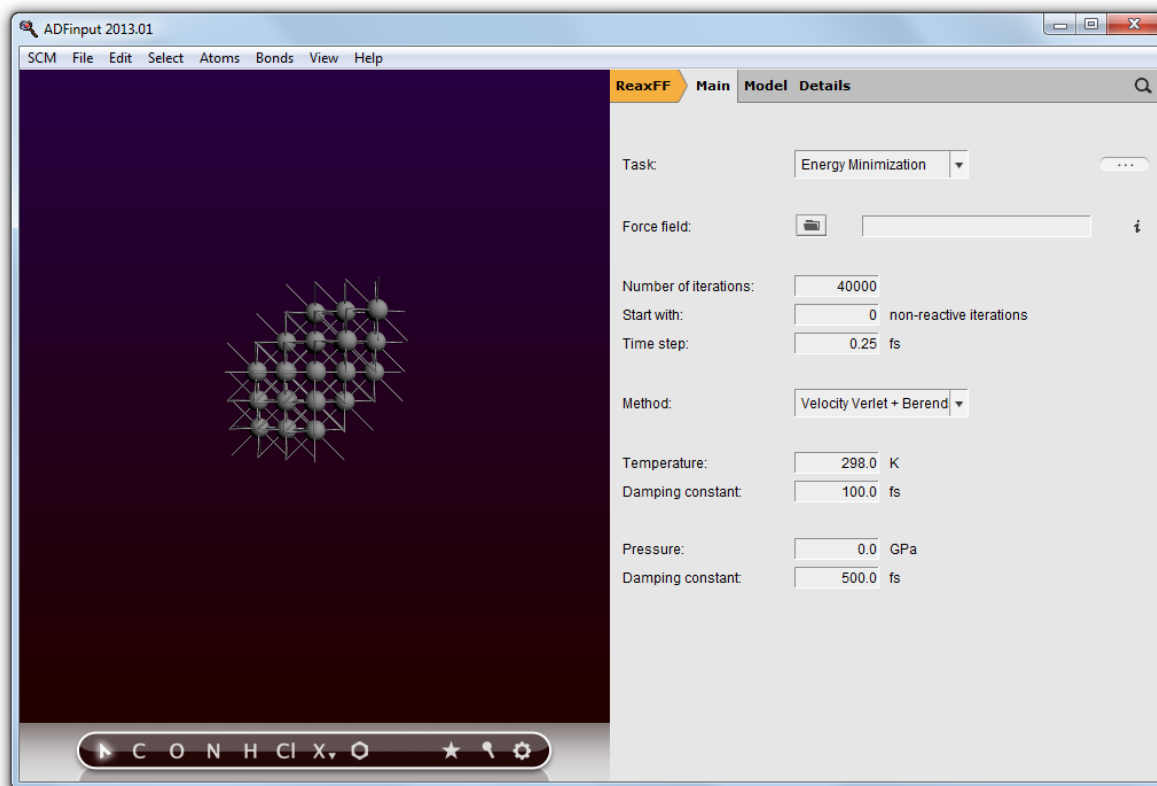 ADFinput 2013.01
SCM File Edit Select Atoms Bonds View Help
ReaxFF Main Model Details
Task: Energy Minimization ...
Force field: i
Number of iterations: 40000
Start with: 0 non-reactive iterations
Time step: 0.25 fs
Method: Velocity Verlet + Berend
Temperature: 298.0 K
Damping constant: 100.0 fs
Pressure: 0.0 GPa
Damping constant: 500.0 fs
C O N H Cl X